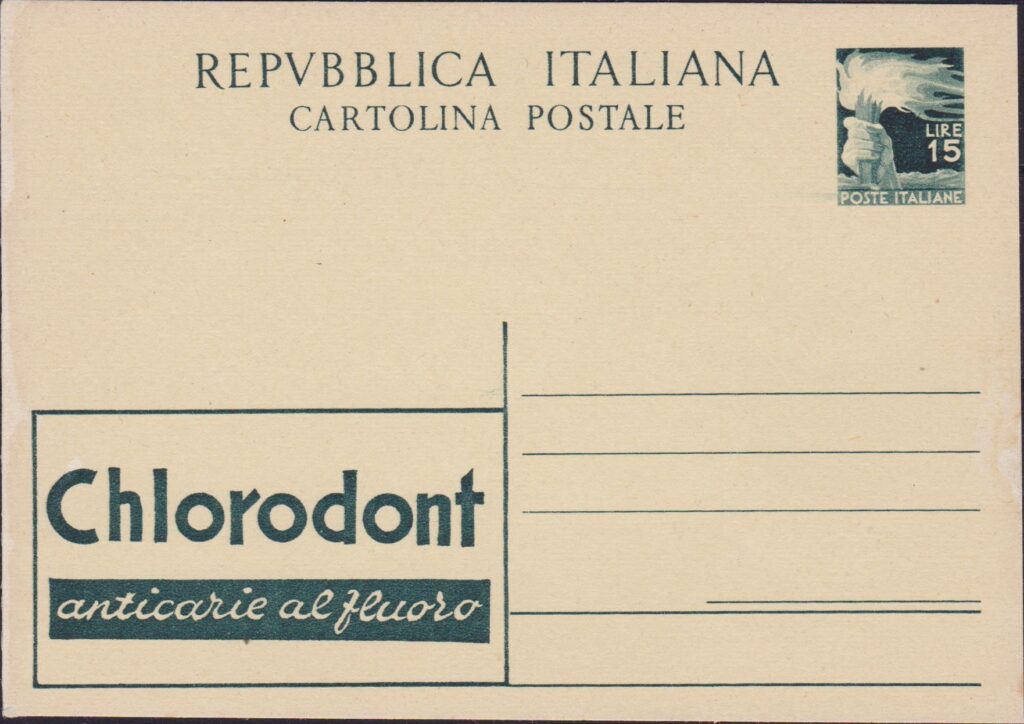 REPVBBLICA ITALIANA
CARTOLINA POSTALE
LIRE
15
POSTE ITALIANE
Chlorodont
anticarie al fluoro